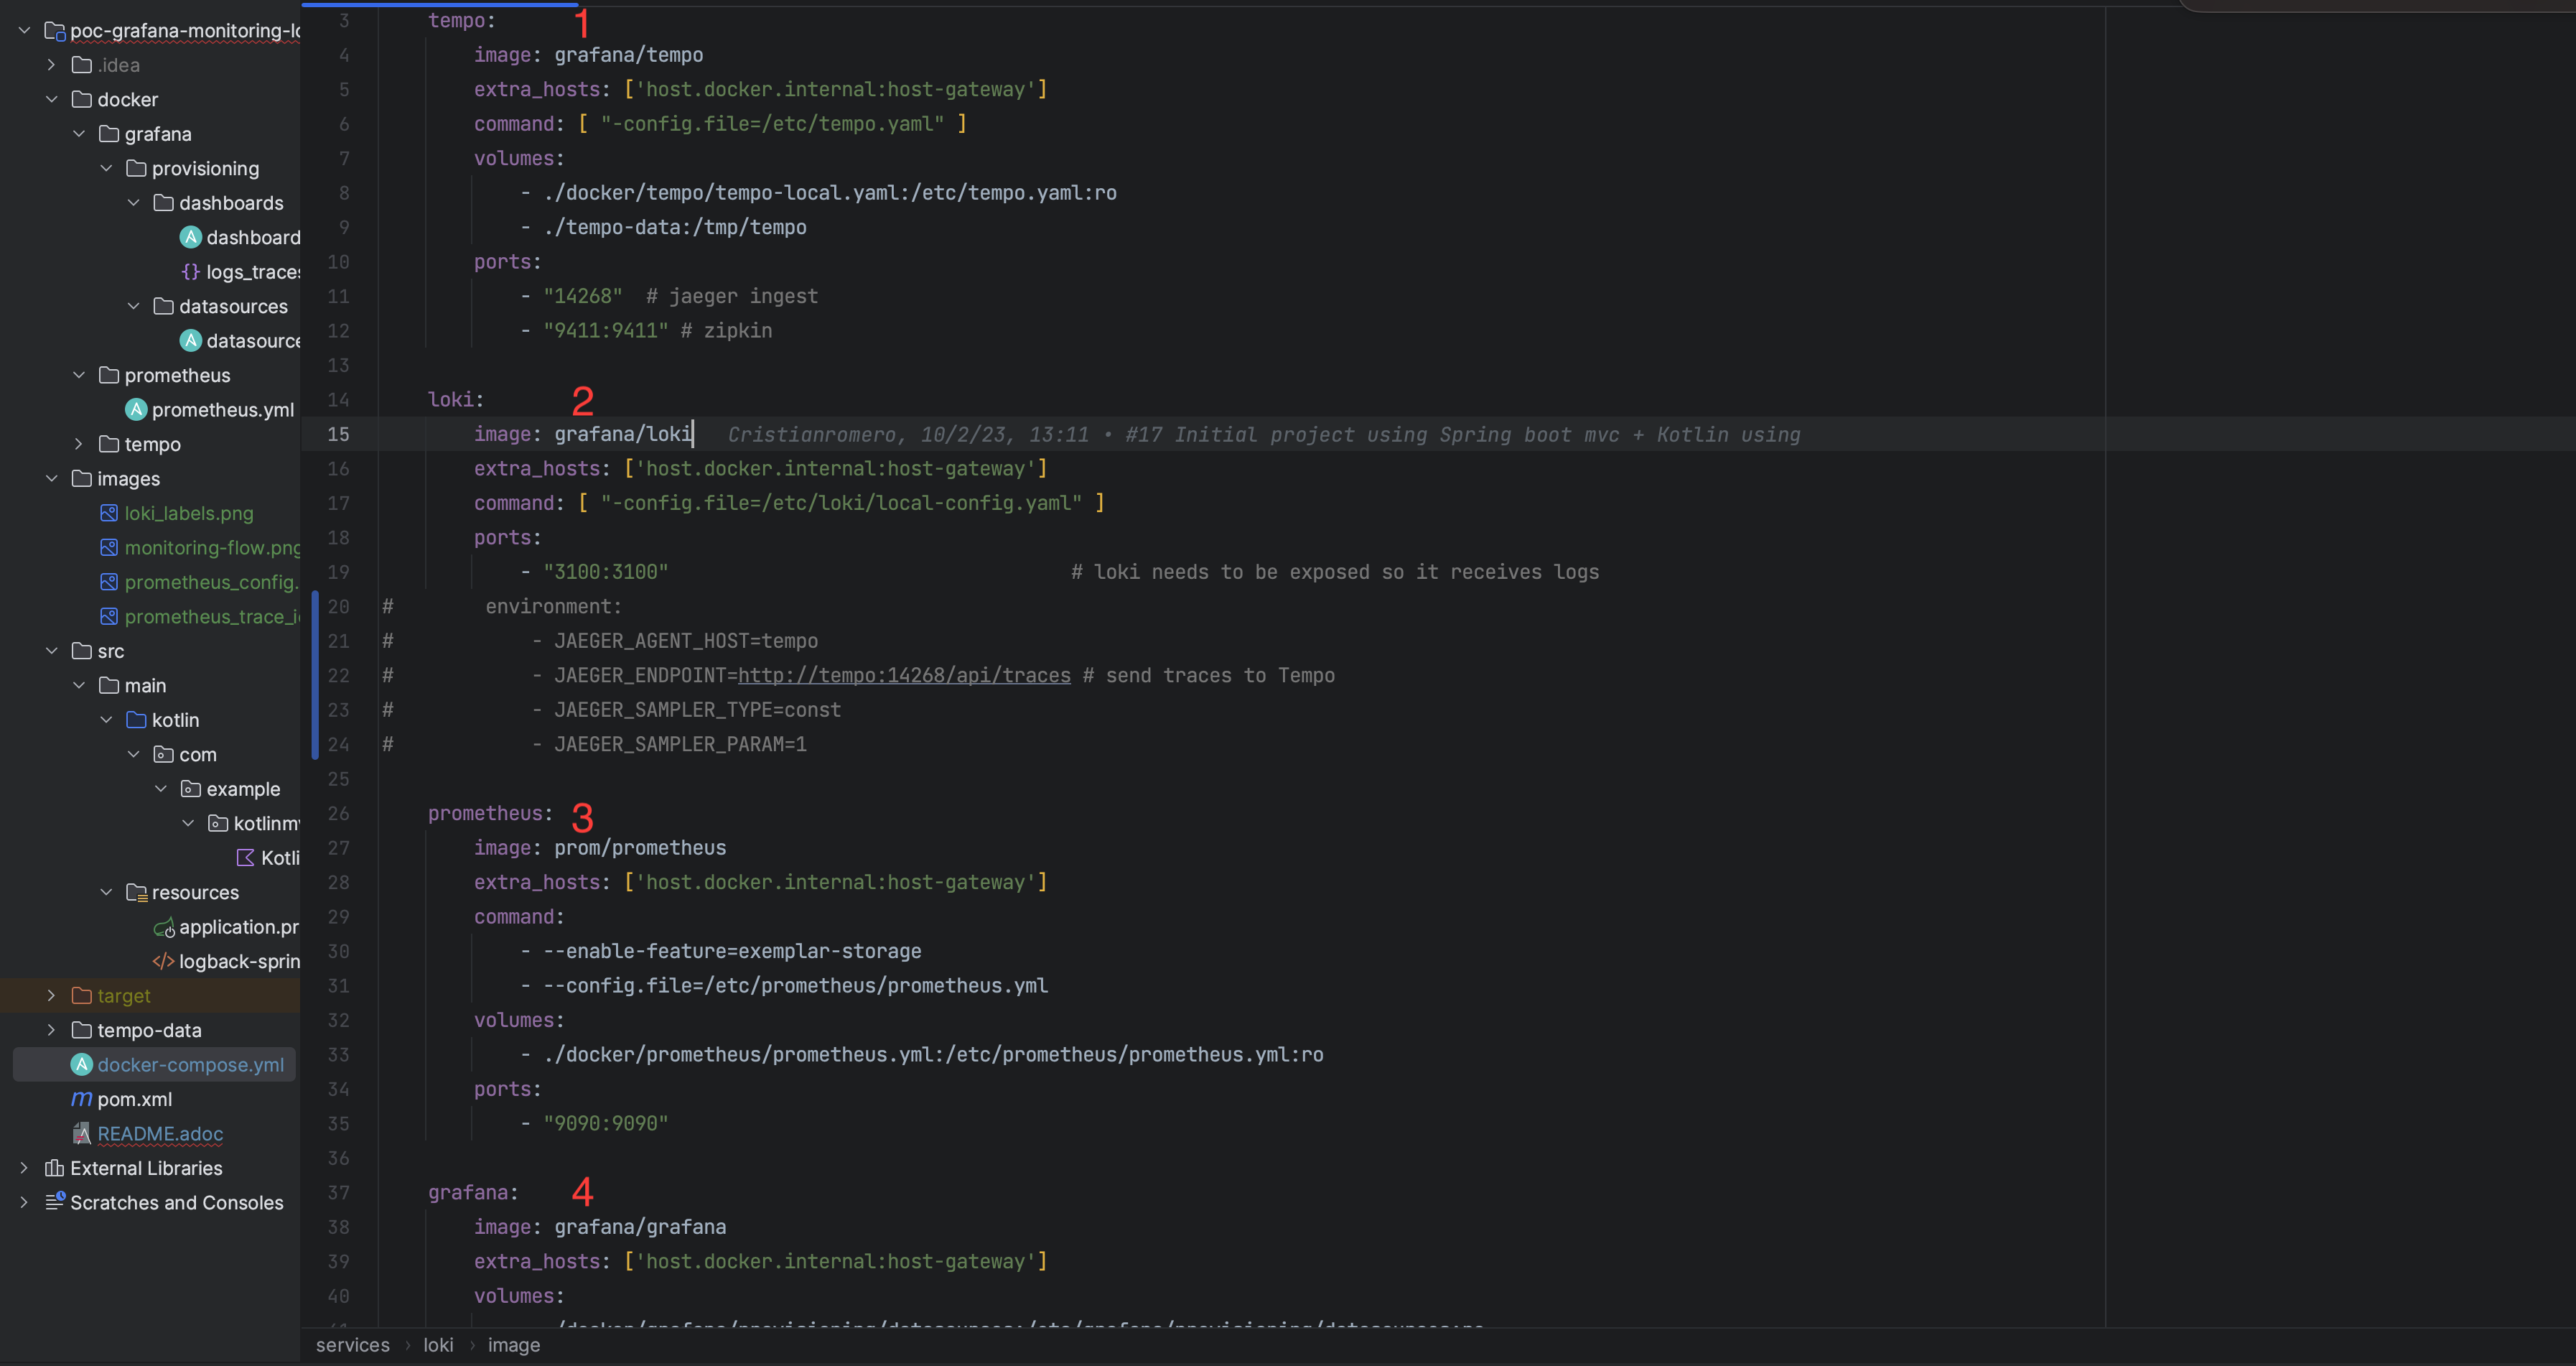 poc-grafana-monitoring-lo
.idea
docker
grafana
provisioning
dashboards
dashboard
logs_traces
datasources
datasource
prometheus
prometheus.yml
tempo
images
loki_labels.png
monitoring-flow.png
prometheus_config.
prometheus_trace_i
src
main
kotlin
com
example
kotlinmv
Kotli
resources
application.pr
logback-sprin
target
tempo-data
docker-compose.yml
pom.xml
README.adoc
External Libraries
Scratches and Consoles
3 tempo: 1
4 image: grafana/tempo
5 extra_hosts: ['host.docker.internal:host-gateway']
6 command: [ "-config.file=/etc/tempo.yaml" ]
7 volumes:
8 - ./docker/tempo/tempo-local.yaml:/etc/tempo.yaml:ro
9 - ./tempo-data:/tmp/tempo
10 ports:
11 - "14268" # jaeger ingest
12 - "9411:9411" # zipkin
13
14 loki: 2
15 image: grafana/loki Cristianromero, 10/2/23, 13:11 • #17 Initial project using Spring boot mvc + Kotlin using
16 extra_hosts: ['host.docker.internal:host-gateway']
17 command: [ "-config.file=/etc/loki/local-config.yaml" ]
18 ports:
19 - "3100:3100" # loki needs to be exposed so it receives logs
20 # environment:
21 # - JAEGER_AGENT_HOST=tempo
22 # - JAEGER_ENDPOINT=http://tempo:14268/api/traces # send traces to Tempo
23 # - JAEGER_SAMPLER_TYPE=const
24 # - JAEGER_SAMPLER_PARAM=1
25
26 prometheus: 3
27 image: prom/prometheus
28 extra_hosts: ['host.docker.internal:host-gateway']
29 command:
30 - --enable-feature=exemplar-storage
31 - --config.file=/etc/prometheus/prometheus.yml
32 volumes:
33 - ./docker/prometheus/prometheus.yml:/etc/prometheus/prometheus.yml:ro
34 ports:
35 - "9090:9090"
36
37 grafana: 4
38 image: grafana/grafana
39 extra_hosts: ['host.docker.internal:host-gateway']
40 volumes:
services › loki › image